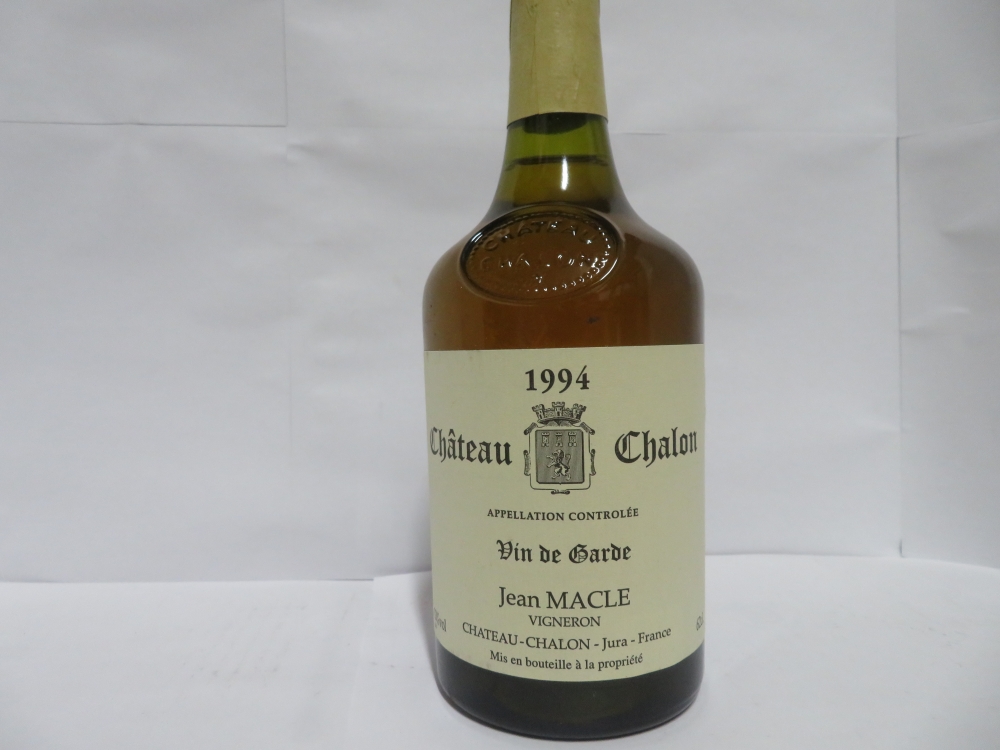 CHATEAU
CHALON
1994
Château Chalon
APPELLATION CONTROLÉE
Vin de Garde
Jean MACLE
VIGNERON
CHATEAU-CHALON - Jura - France
Mis en bouteille à la propriété